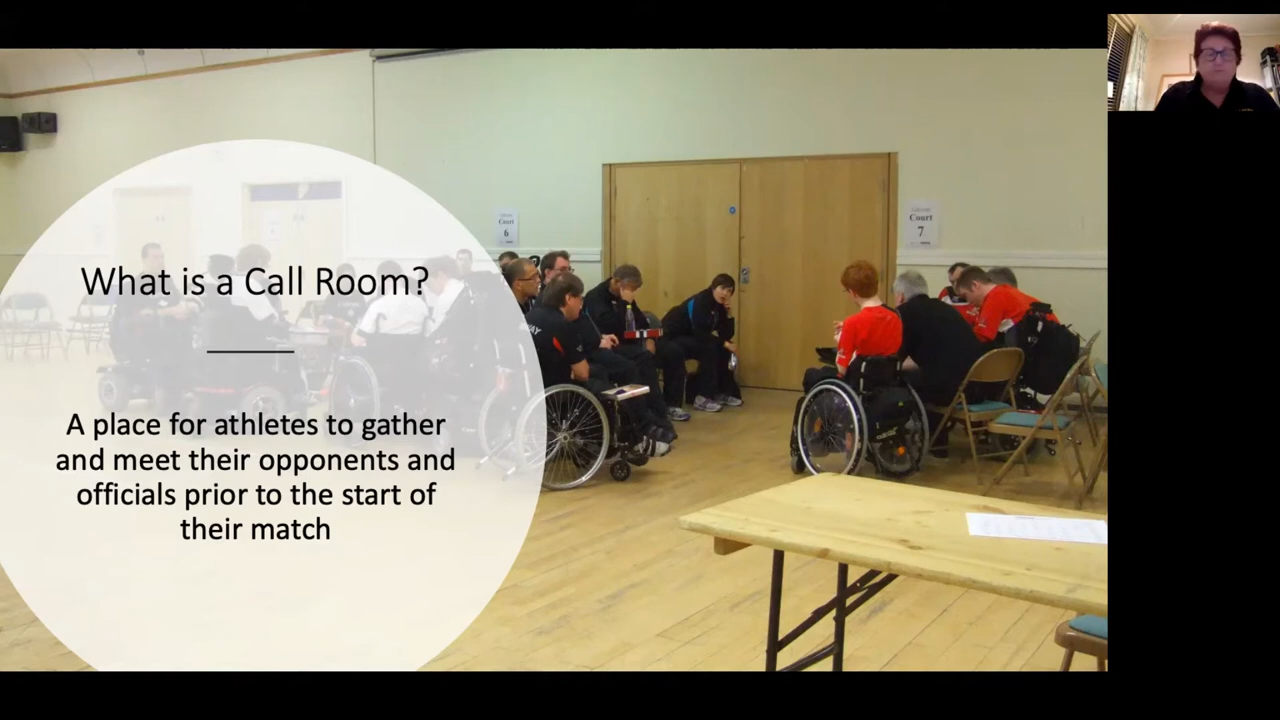 What is a Call Room?
A place for athletes to gather
and meet their opponents and
officials prior to the start of
their match
Court
6
Court
7